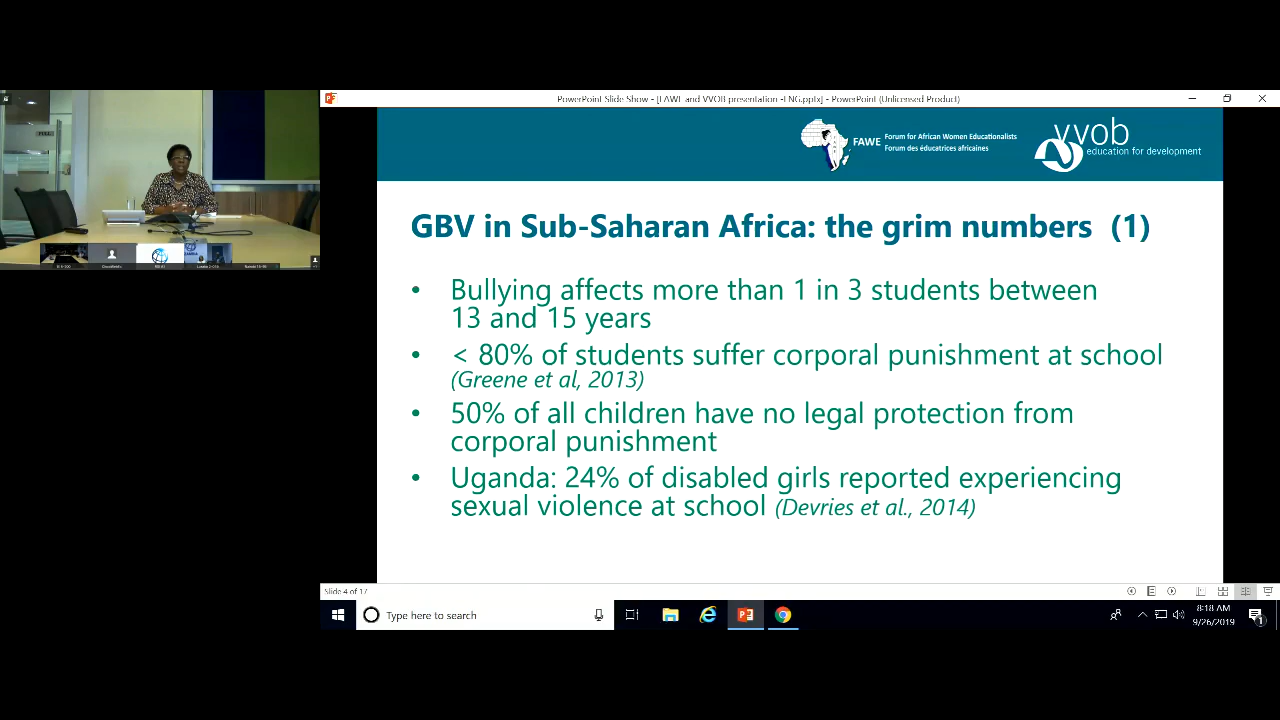 PowerPoint Slide Show - [FAWE and VVOB presentation -ENG.pptx] - PowerPoint (Unlicensed Product)
FAWE
Forum for African Women Educationalists
Forum des éducatrices africaines
vvob
education for development
GBV in Sub-Saharan Africa: the grim numbers (1)
• Bullying affects more than 1 in 3 students between
13 and 15 years
• < 80% of students suffer corporal punishment at school
(Greene et al, 2013)
• 50% of all children have no legal protection from
corporal punishment
• Uganda: 24% of disabled girls reported experiencing
sexual violence at school (Devries et al., 2014)
Slide 4 of 17
Type here to search
8:18 AM
9/26/2019